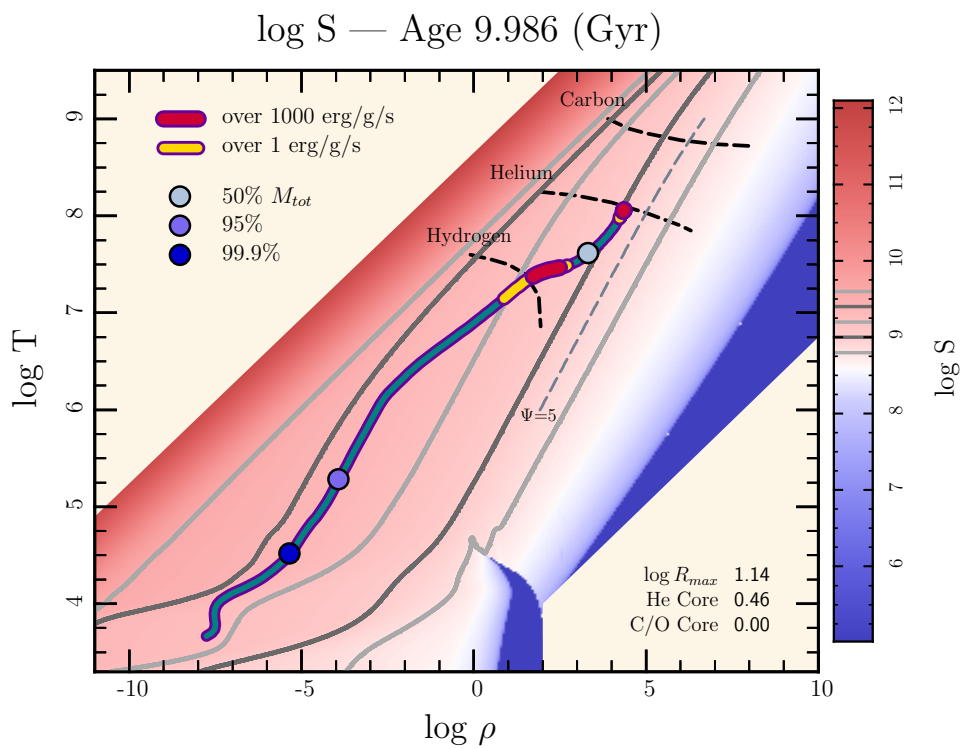 log S — Age 9.986 (Gyr)
over 1000 erg/g/s
over 1 erg/g/s
50% M_tot
95%
99.9%
Carbon
Helium
Hydrogen
Ψ=5
log R_max 1.14
He Core 0.46
C/O Core 0.00
log T
9
8
7
6
5
4
-10
-5
0
5
10
log ρ
12
11
10
9
8
7
6
log S